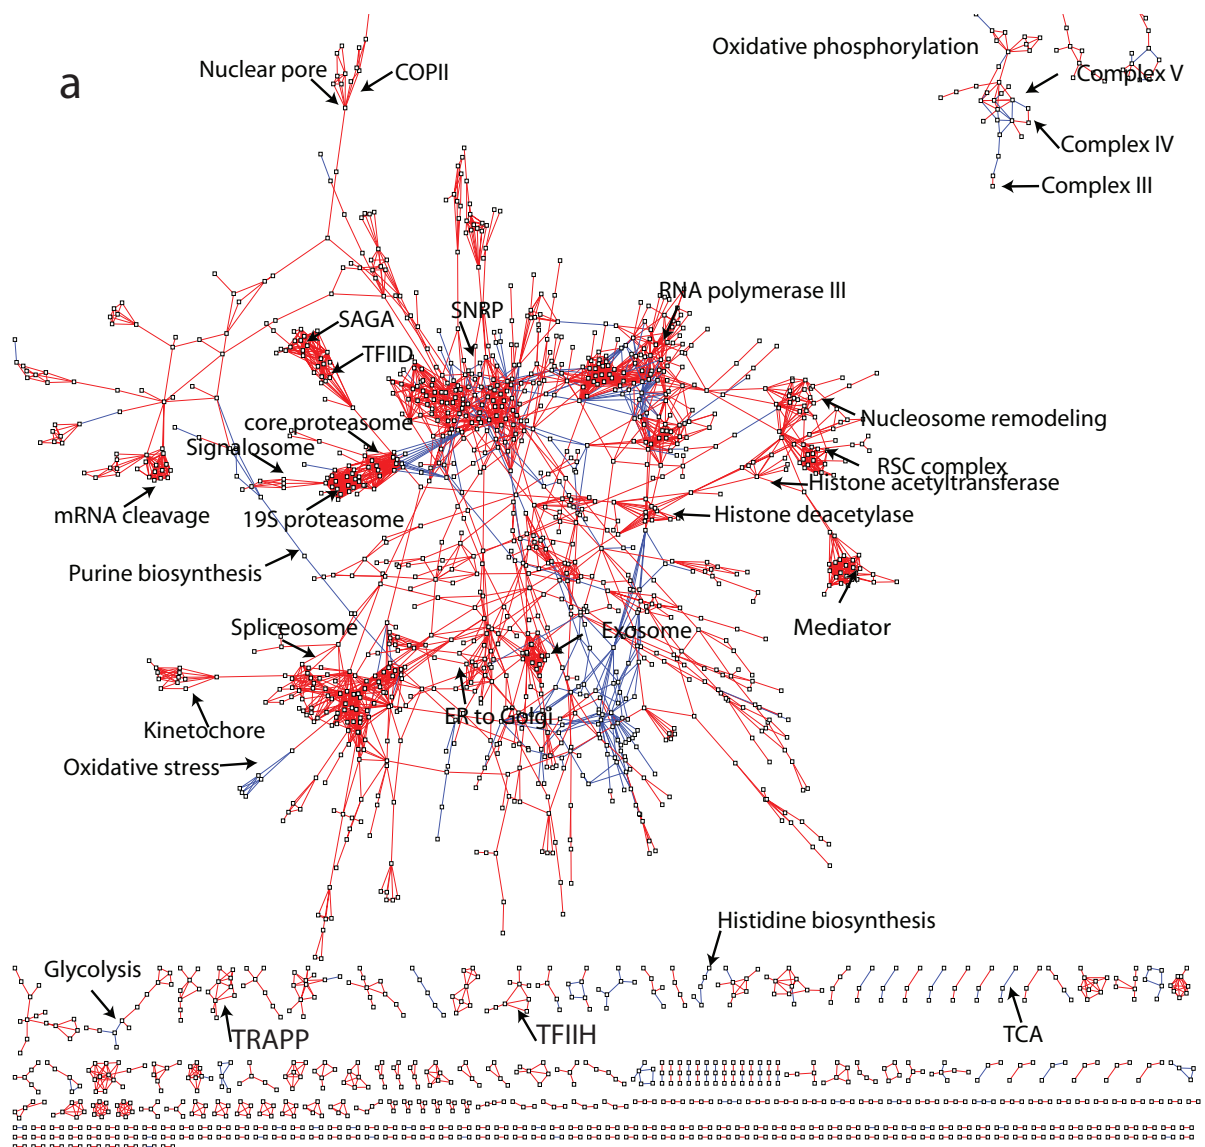 a
Nuclear pore
COPII
Oxidative phosphorylation
Complex V
Complex IV
Complex III
RNA polymerase III
SNRP
SAGA
TFIID
core proteasome
Signalosome
Nucleosome remodeling
RSC complex
Histone acetyltransferase
mRNA cleavage
19S proteasome
Histone deacetylase
Purine biosynthesis
Spliceosome
Exosome
Mediator
Kinetochore
ER to Golgi
Oxidative stress
Histidine biosynthesis
Glycolysis
TRAPP
TFIIH
TCA